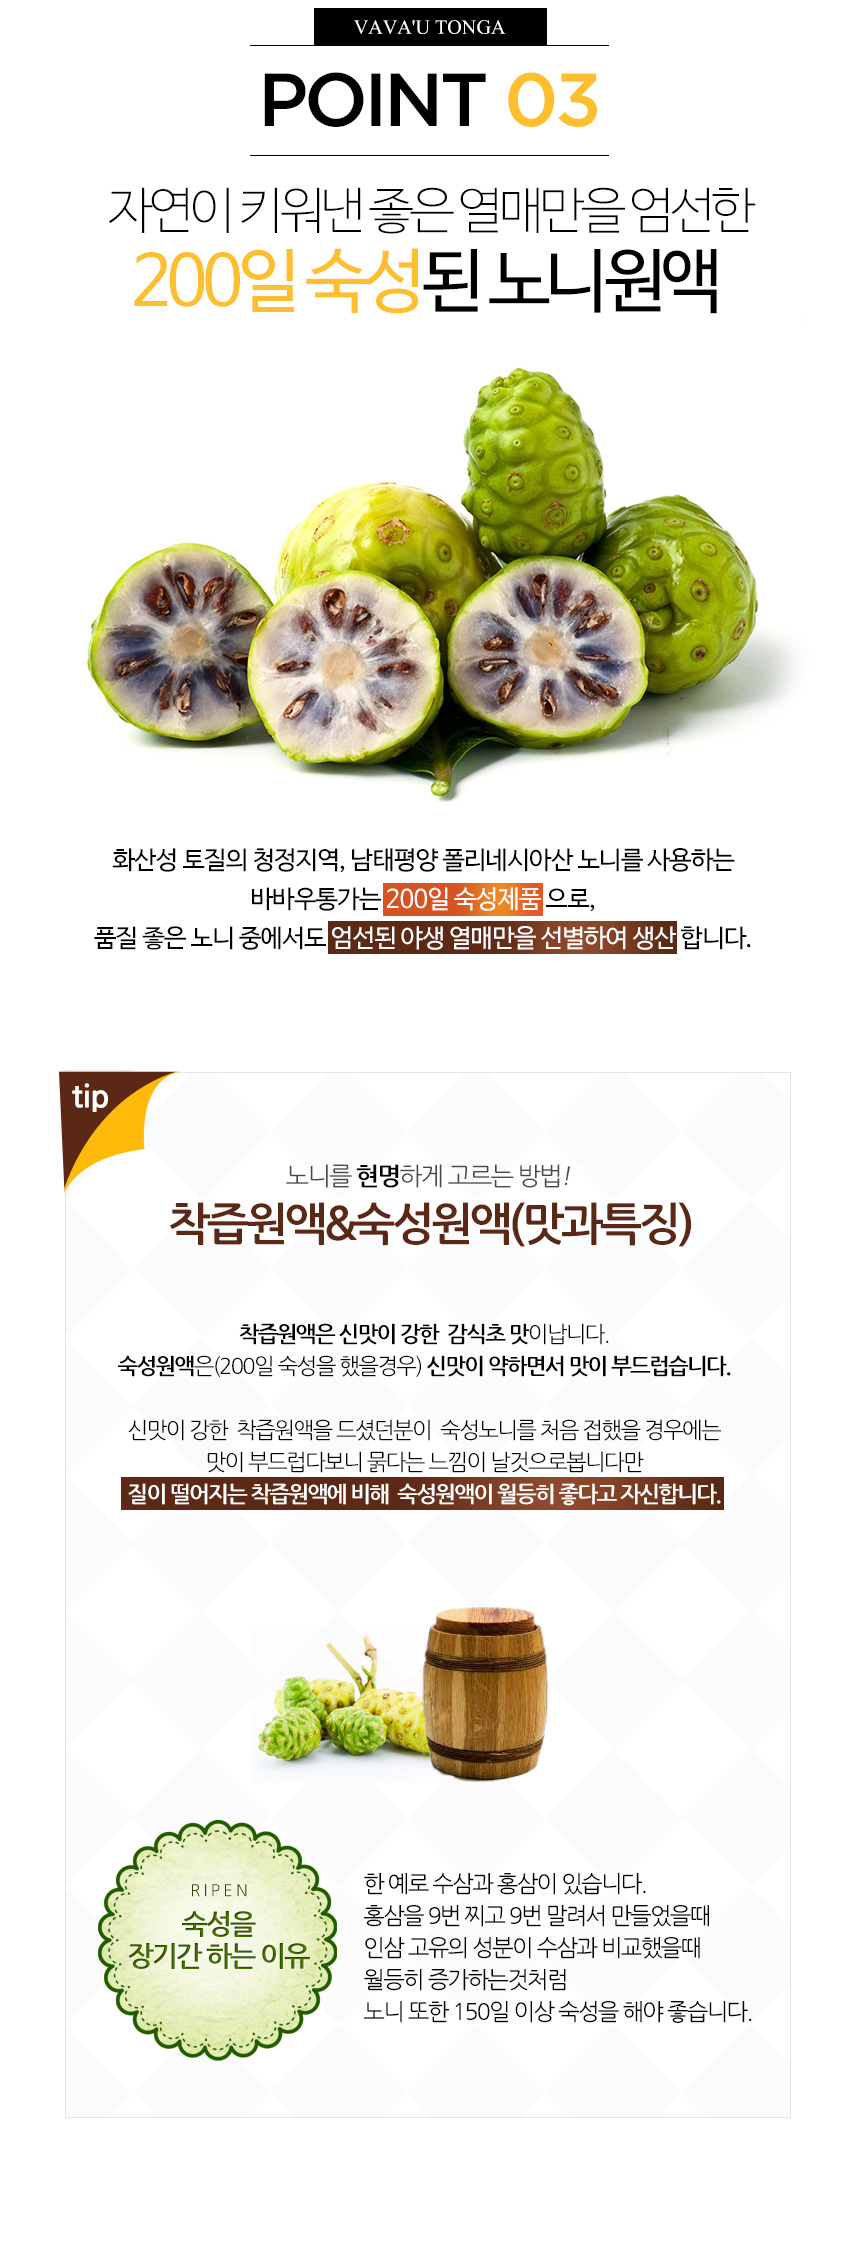 VAVA'U TONGA
POINT 03
자연이 키워낸 좋은 열매만을 엄선한
200일 숙성된 노니원액
화산성 토질의 청정지역, 남태평양 폴리네시아산 노니를 사용하는
바바우통가는 200일 숙성제품으로,
품질 좋은 노니 중에서도 엄선된 야생 열매만을 선별하여 생산합니다.
tip
노니를 현명하게 고르는 방법!
착즙원액&숙성원액(맛과특징)
착즙원액은 신맛이 강한 감식초 맛이납니다.
숙성원액은(200일 숙성을 했을경우) 신맛이 약하면서 맛이 부드럽습니다.
신맛이 강한 착즙원액을 드셨던분이 숙성노니를 처음 접했을 경우에는
맛이 부드럽다보니 묽다는 느낌이 날것으로봅니다만
질이 떨어지는 착즙원액에 비해 숙성원액이 월등히 좋다고 자신합니다.
RIPEN
숙성을
장기간 하는 이유
한 예로 수삼과 홍삼이 있습니다.
홍삼을 9번 찌고 9번 말려서 만들었을때
인삼 고유의 성분이 수삼과 비교했을때
월등히 증가하는것처럼
노니 또한 150일 이상 숙성을 해야 좋습니다.